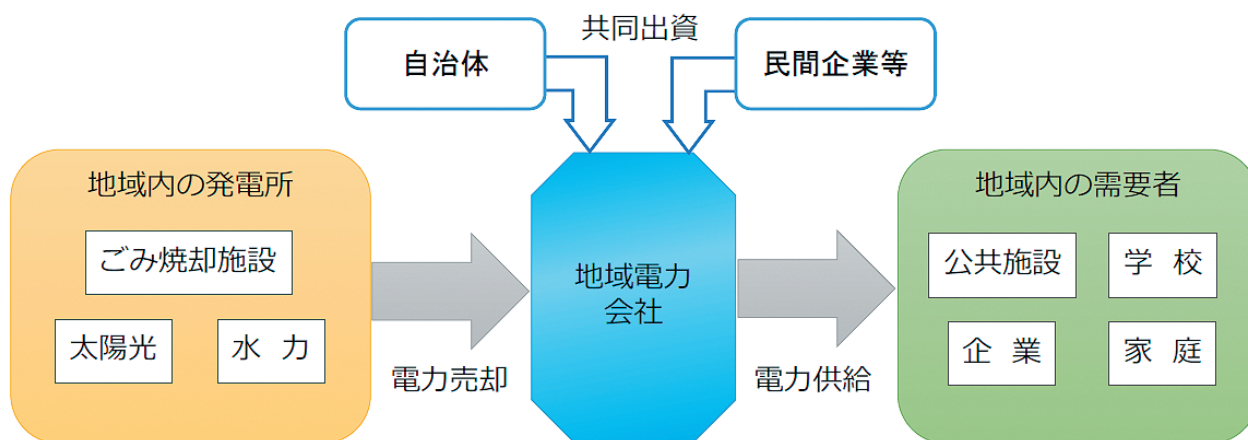 共同出資
自治体
民間企業等
地域内の発電所
ごみ焼却施設
太陽光
水 力
電力売却
地域電力
会社
電力供給
地域内の需要者
公共施設
学 校
企 業
家 庭